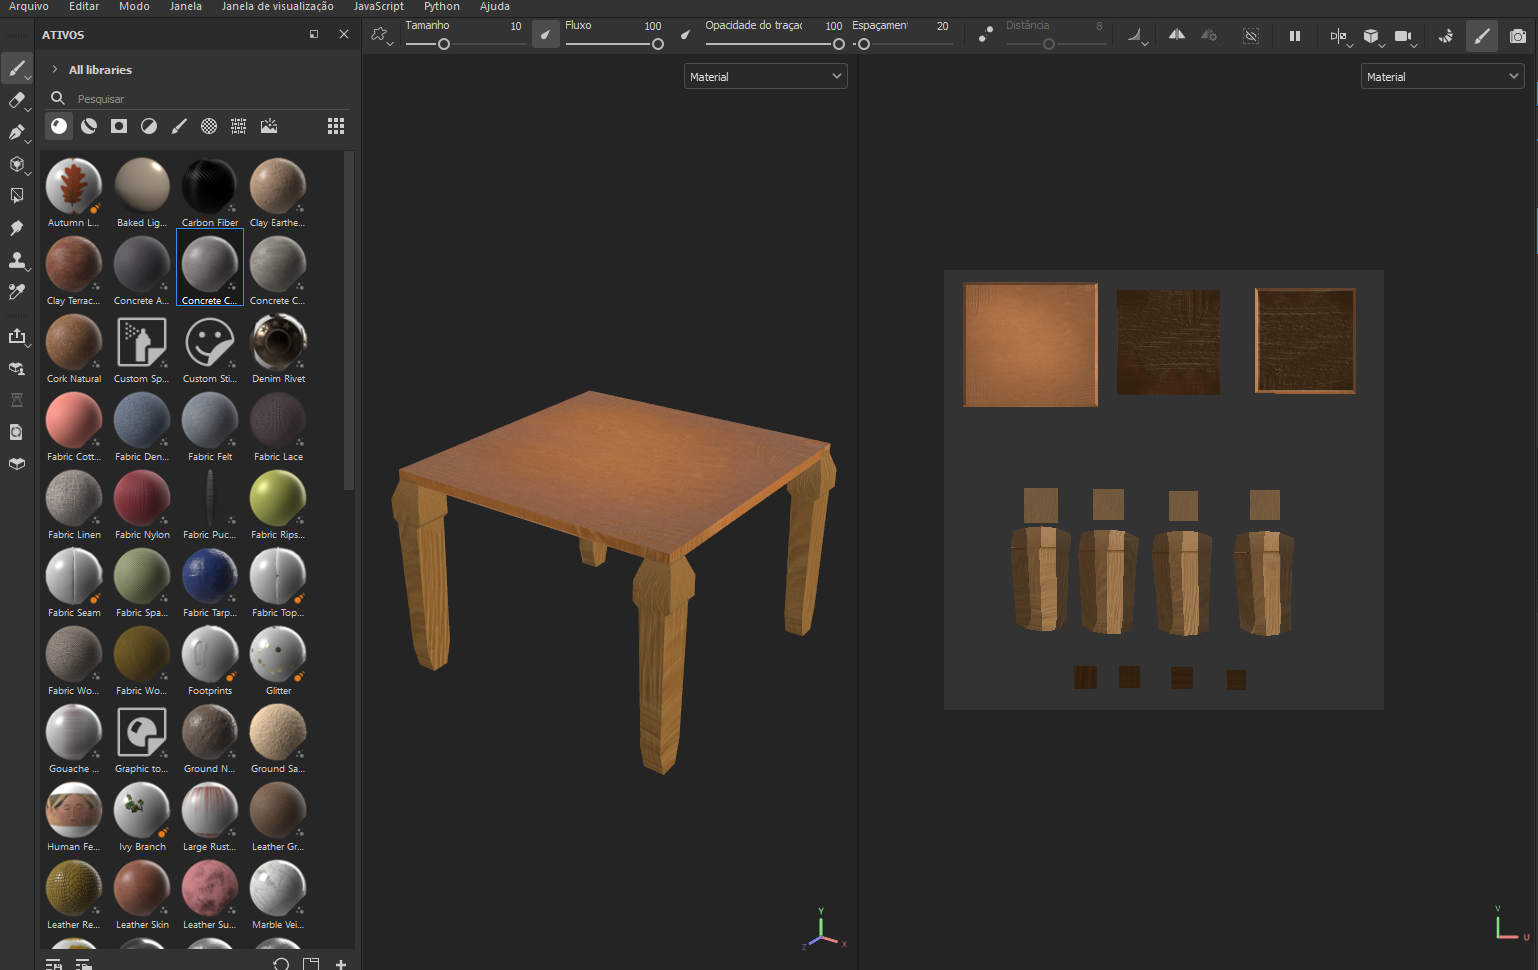 Arquivo Editar Modo Janela Janela de visualização JavaScript Python Ajuda
Tamanho 10 Fluxo 100 Opacidade do traçac 100 Espaçamen 20 Distância 8
ATIVOS
All libraries
Pesquisar
Material
Material
Autumn L... Baked Lig... Carbon Fiber Clay Earthe...
Clay Terrac... Concrete A... Concrete C... Concrete C...
Cork Natural Custom Sp... Custom Sti... Denim Rivet
Fabric Cott... Fabric Den... Fabric Felt Fabric Lace
Fabric Linen Fabric Nylon Fabric Puc... Fabric Rips...
Fabric Seam Fabric Spa... Fabric Tarp... Fabric Top...
Fabric Wo... Fabric Wo... Footprints Glitter
Gouache ... Graphic to... Ground N... Ground Sa...
Human Fe... Ivy Branch Large Rust... Leather Gr...
Leather Re... Leather Skin Leather Su... Marble Vei...
Y
Z X
V
U